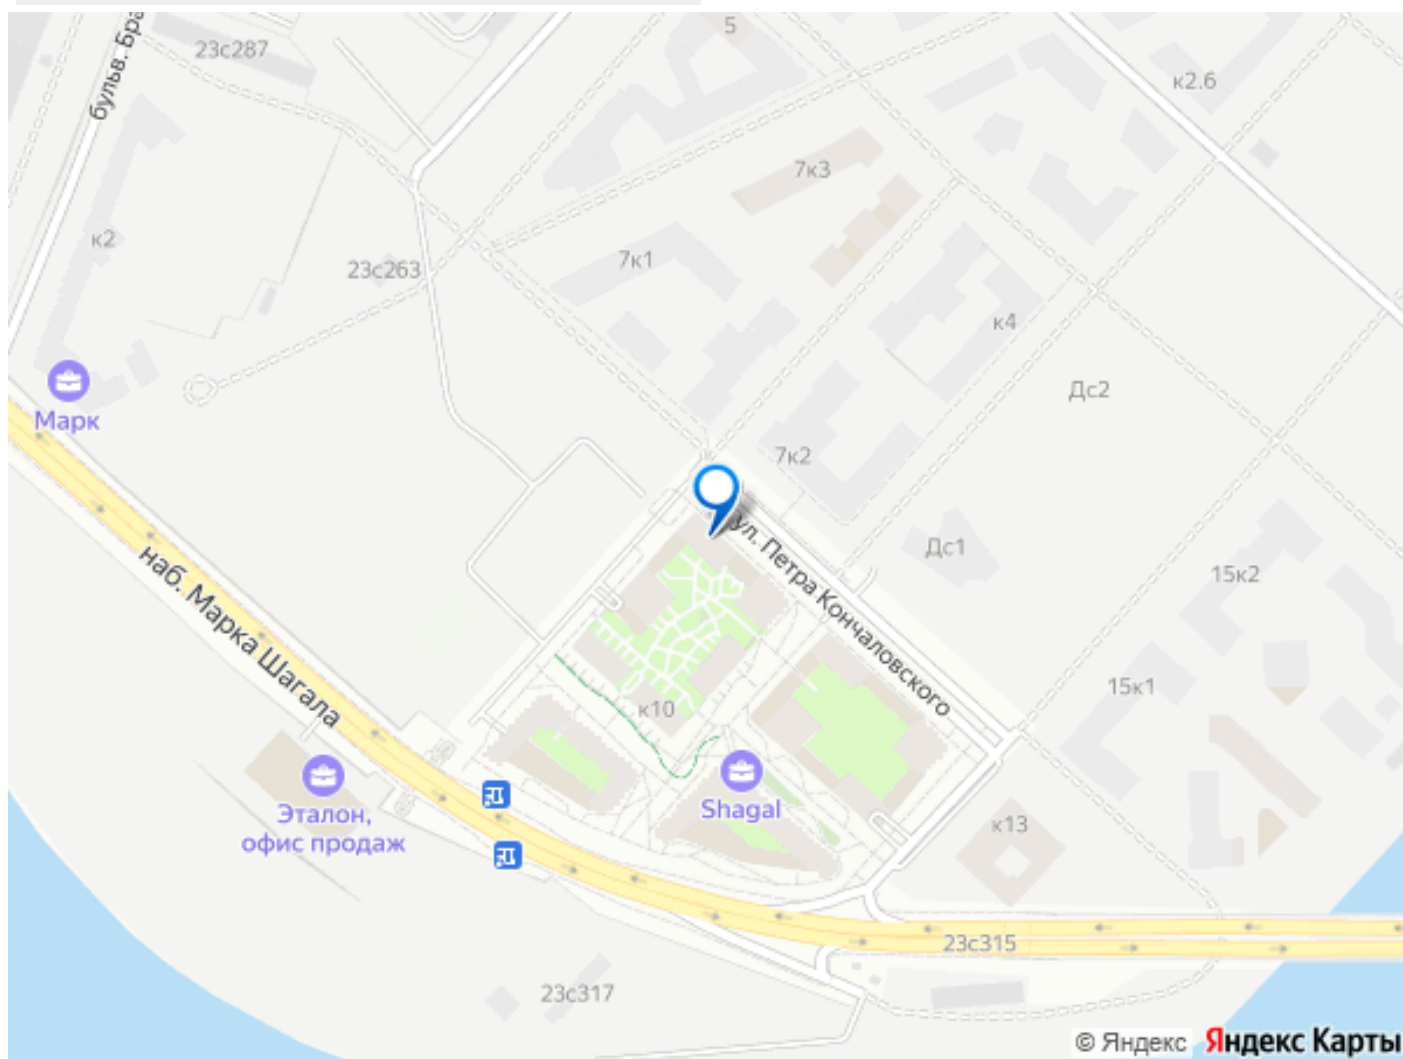 23с287
5
к2.6
бульв. Бра
7к3
к2
23с263
7к1
к4
Марк
Дс2
7к2
ул. Петра Кончаловского
Дс1
15к2
наб. Марка Шагала
15к1
к10
Shagal
Эталон,
офис продаж
к13
23с315
23с317
© Яндекс Яндекс Карты